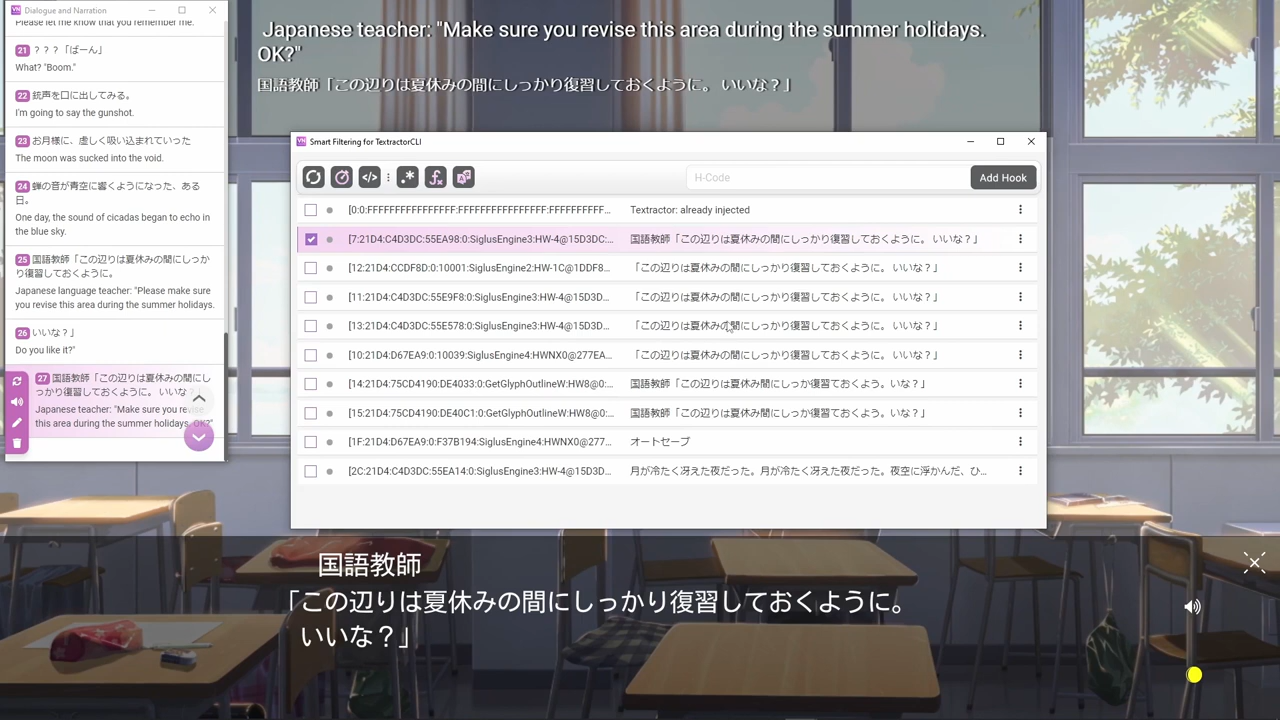 Dialogue and Narration
Please let me know that you remember me.
21 ？？？「ばーん」
What? "Boom."
22 銃声を口に出してみる。
I'm going to say the gunshot.
23 お月様に、虚しく吸い込まれていった
The moon was sucked into the void.
24 蝉の音が青空に響くようになった、ある
日。
One day, the sound of cicadas began to echo in
the blue sky.
25 国語教師「この辺りは夏休みの間にしっか
り復習しておくように。
Japanese language teacher: "Please make sure
you revise this area during the summer holidays.
26 いいな？」
Do you like it?"
27 国語教師「この辺りは夏休みの間にし
っかり復習しておくように。 いいな
Japanese teacher: "Make sure you revise
this area during the summer holidays. OK?"
Japanese teacher: "Make sure you revise this area during the summer holidays.
OK?"
国語教師「この辺りは夏休みの間にしっかり復習しておくように。 いいな？」
Smart Filtering for TextractorCLI
H-Code
Add Hook
[0:0:FFFFFFFFFFFFFFFF:FFFFFFFFFFFFFFFF:FFFFFFFFFF... Textractor: already injected
[7:21D4:C4D3DC:55EA98:0:SiglusEngine3:HW-4@15D3DC:... 国語教師「この辺りは夏休みの間にしっかり復習しておくように。 いいな？」
[12:21D4:CCDF8D:0:10001:SiglusEngine2:HW-1C@1DDF8... 「この辺りは夏休みの間にしっかり復習しておくように。 いいな？」
[11:21D4:C4D3DC:55E9F8:0:SiglusEngine3:HW-4@15D3D... 「この辺りは夏休みの間にしっかり復習しておくように。 いいな？」
[13:21D4:C4D3DC:55E578:0:SiglusEngine3:HW-4@15D3D... 「この辺りは夏休みの間にしっかり復習しておくように。 いいな？」
[10:21D4:D67EA9:0:10039:SiglusEngine4:HWNX0@277EA... 「この辺りは夏休みの間にしっかり復習しておくように。 いいな？」
[14:21D4:75CD4190:DE4033:0:GetGlyphOutlineW:HW8@0:... 国語教師「この辺りは夏休み間にしっか復習ておくよう。いな？」
[15:21D4:75CD4190:DE40C1:0:GetGlyphOutlineW:HW8@0:... 国語教師「この辺りは夏休み間にしっか復習ておくよう。いな？」
[1F:21D4:D67EA9:0:F37B194:SiglusEngine4:HWNX0@277... オートセーブ
[2C:21D4:C4D3DC:55EA14:0:SiglusEngine3:HW-4@15D3D... 月が冷たく冴えた夜だった。月が冷たく冴えた夜だった。夜空に浮かんだ、ひ...
国語教師
「この辺りは夏休みの間にしっかり復習しておくように。
いいな？」